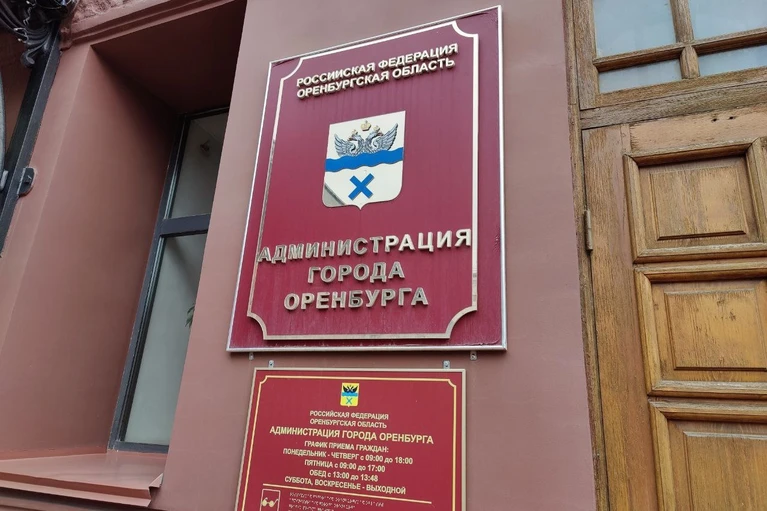 РОССИЙСКАЯ ФЕДЕРАЦИЯ
ОРЕНБУРГСКАЯ ОБЛАСТЬ
АДМИНИСТРАЦИЯ
ГОРОДА
ОРЕНБУРГА
РОССИЙСКАЯ ФЕДЕРАЦИЯ
ОРЕНБУРГСКАЯ ОБЛАСТЬ
АДМИНИСТРАЦИЯ ГОРОДА ОРЕНБУРГА
ГРАФИК ПРИЕМА ГРАЖДАН:
ПОНЕДЕЛЬНИК - ЧЕТВЕРГ с 09:00 до 18:00
ПЯТНИЦА с 09:00 до 17:00
ОБЕД с 13:00 до 13:48
СУББОТА, ВОСКРЕСЕНЬЕ - ВЫХОДНОЙ